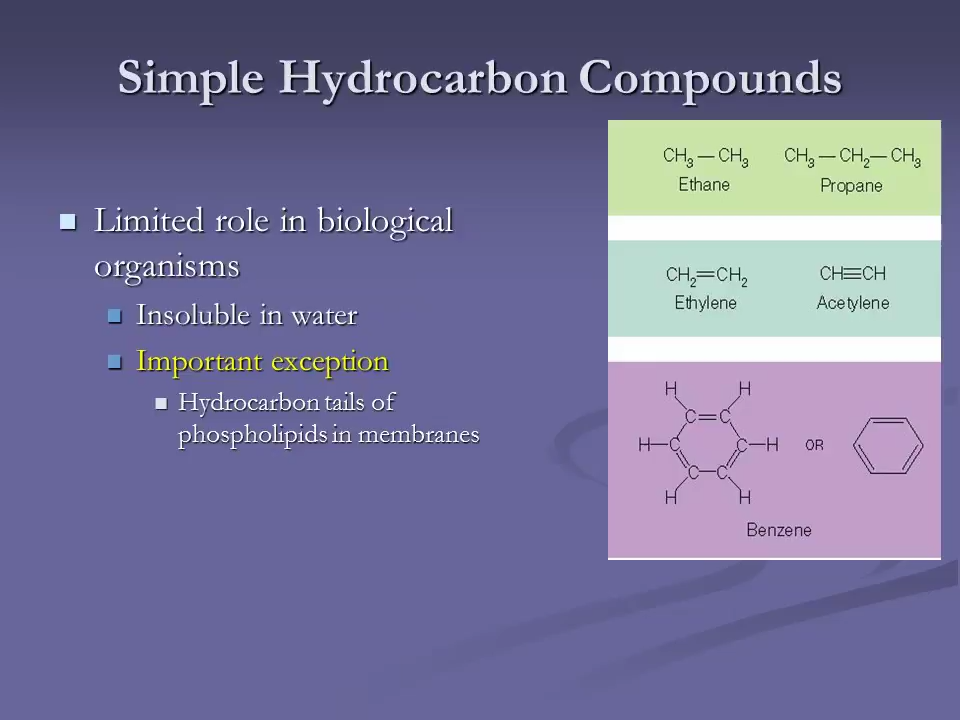 Simple Hydrocarbon Compounds
Limited role in biological
organisms
Insoluble in water
Important exception
Hydrocarbon tails of
phospholipids in membranes
CH₃ — CH₃
Ethane
CH₃ — CH₂ — CH₃
Propane
CH₂=CH₂
Ethylene
CH≡CH
Acetylene
H H
C=C
H—C C—H
C—C
H H
OR
Benzene